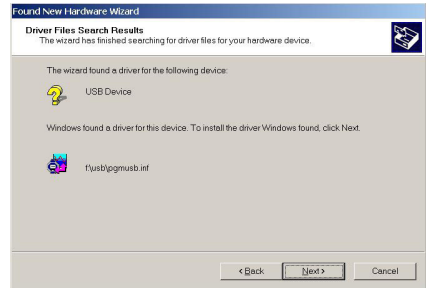 Found New Hardware Wizard
Driver Files Search Results
The wizard has finished searching for driver files for your hardware device.
The wizard found a driver for the following device:
USB Device
Windows found a driver for this device. To install the driver Windows found, click Next.
f:\usb\pgmusb.inf
< Back
Next >
Cancel